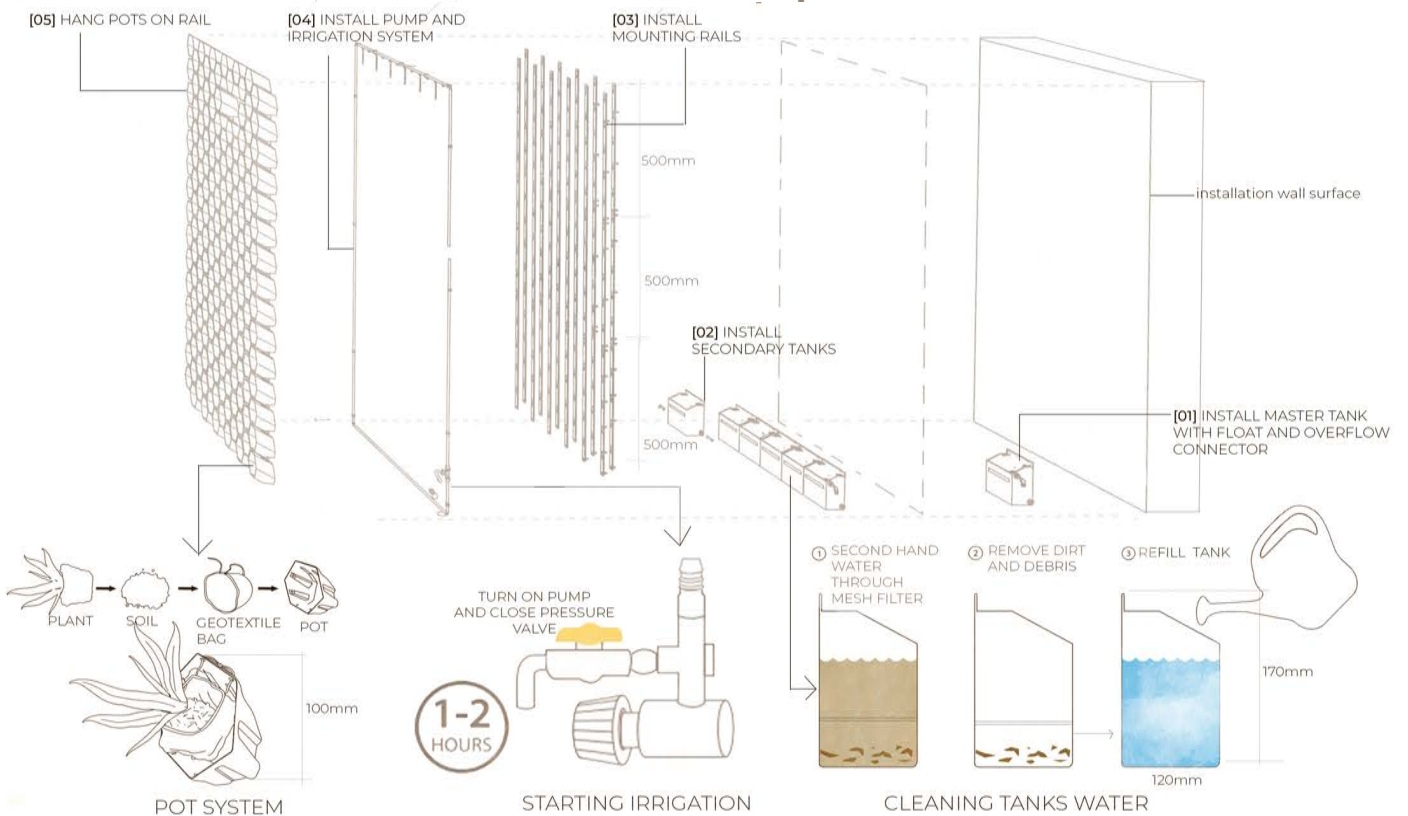 [05] HANG POTS ON RAIL
[04] INSTALL PUMP AND
IRRIGATION SYSTEM
[03] INSTALL
MOUNTING RAILS
500mm
installation wall surface
500mm
[02] INSTALL
SECONDARY TANKS
[01] INSTALL MASTER TANK
WITH FLOAT AND OVERFLOW
CONNECTOR
500mm
PLANT
SOIL
GEOTEXTILE
BAG
POT
100mm
POT SYSTEM
TURN ON PUMP
AND CLOSE PRESSURE
VALVE
1-2
HOURS
STARTING IRRIGATION
1 SECOND HAND
WATER
THROUGH
MESH FILTER
2 REMOVE DIRT
AND DEBRIS
3 REFILL TANK
170mm
120mm
CLEANING TANKS WATER